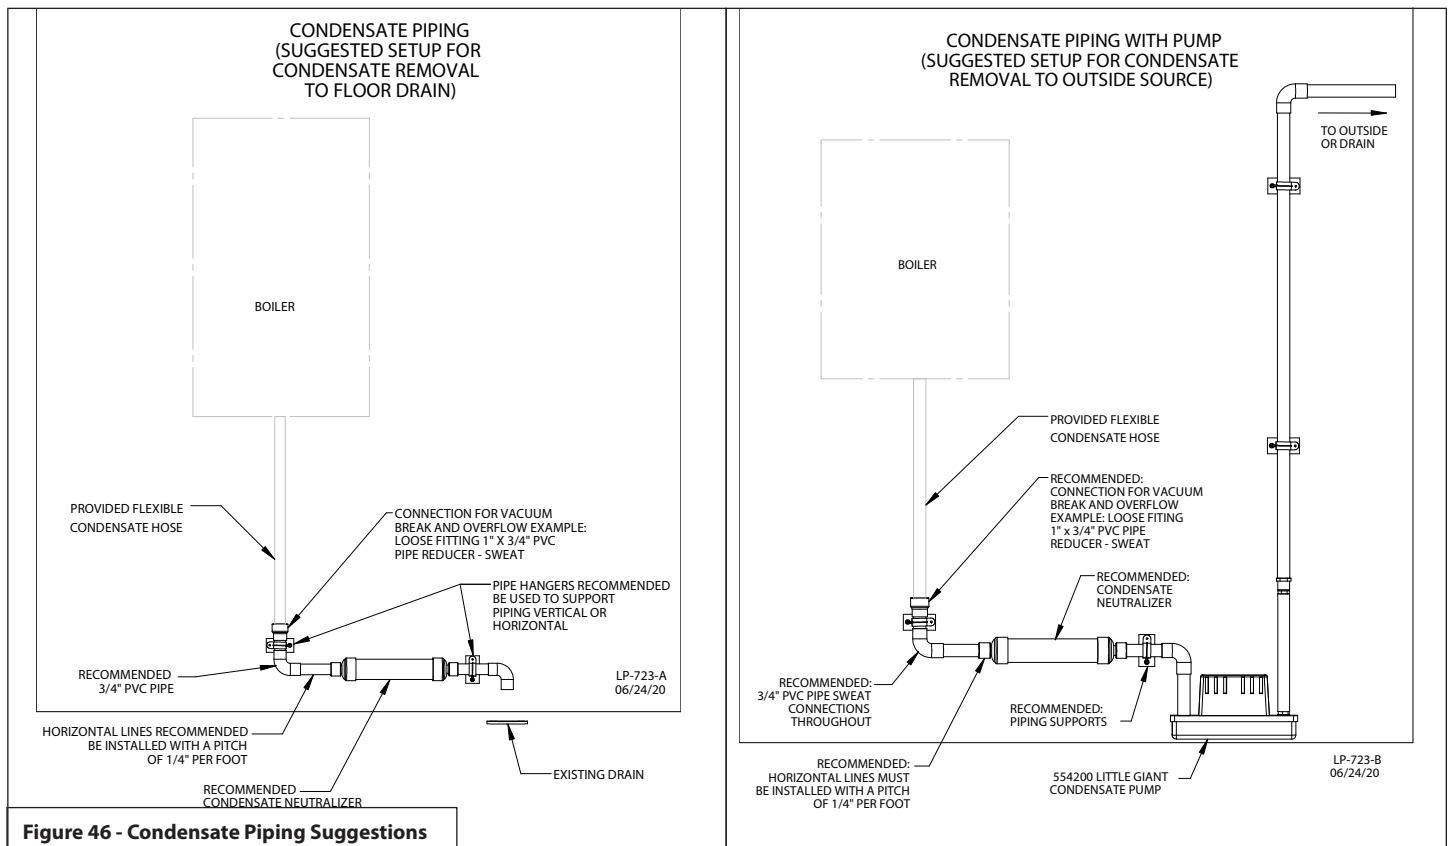 CONDENSATE PIPING
(SUGGESTED SETUP FOR
CONDENSATE REMOVAL
TO FLOOR DRAIN)
BOILER
PROVIDED FLEXIBLE
CONDENSATE HOSE
CONNECTION FOR VACUUM
BREAK AND OVERFLOW EXAMPLE:
LOOSE FITTING 1" X 3/4" PVC
PIPE REDUCER - SWEAT
PIPE HANGERS RECOMMENDED
BE USED TO SUPPORT
PIPING VERTICAL OR
HORIZONTAL
RECOMMENDED
3/4" PVC PIPE
LP-723-A
06/24/20
HORIZONTAL LINES RECOMMENDED
BE INSTALLED WITH A PITCH
OF 1/4" PER FOOT
EXISTING DRAIN
RECOMMENDED
CONDENSATE NEUTRALIZER
CONDENSATE PIPING WITH PUMP
(SUGGESTED SETUP FOR CONDENSATE
REMOVAL TO OUTSIDE SOURCE)
TO OUTSIDE
OR DRAIN
BOILER
PROVIDED FLEXIBLE
CONDENSATE HOSE
RECOMMENDED:
CONNECTION FOR VACUUM
BREAK AND OVERFLOW
EXAMPLE: LOOSE FITING
1" x 3/4" PVC PIPE
REDUCER - SWEAT
RECOMMENDED:
CONDENSATE
NEUTRALIZER
RECOMMENDED:
3/4" PVC PIPE SWEAT
CONNECTIONS
THROUGHOUT
RECOMMENDED:
PIPING SUPPORTS
RECOMMENDED:
HORIZONTAL LINES MUST
BE INSTALLED WITH A PITCH
OF 1/4" PER FOOT
554200 LITTLE GIANT
CONDENSATE PUMP
LP-723-B
06/24/20
Figure 46 - Condensate Piping Suggestions